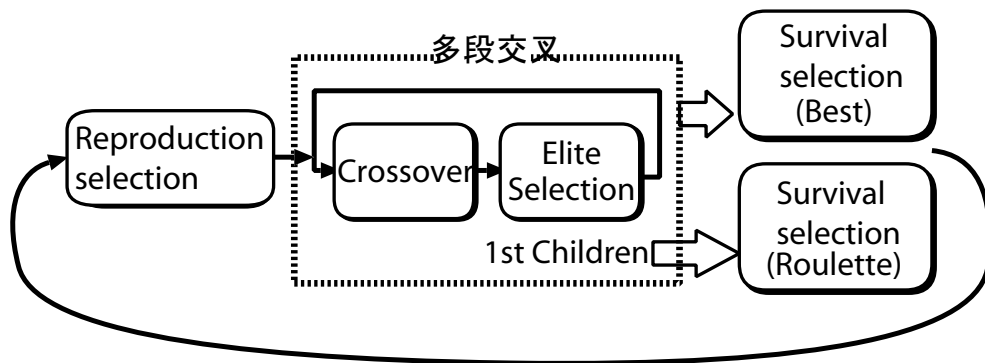 多段交叉
Reproduction
selection
Crossover
Elite
Selection
1st Children
Survival
selection
(Best)
Survival
selection
(Roulette)